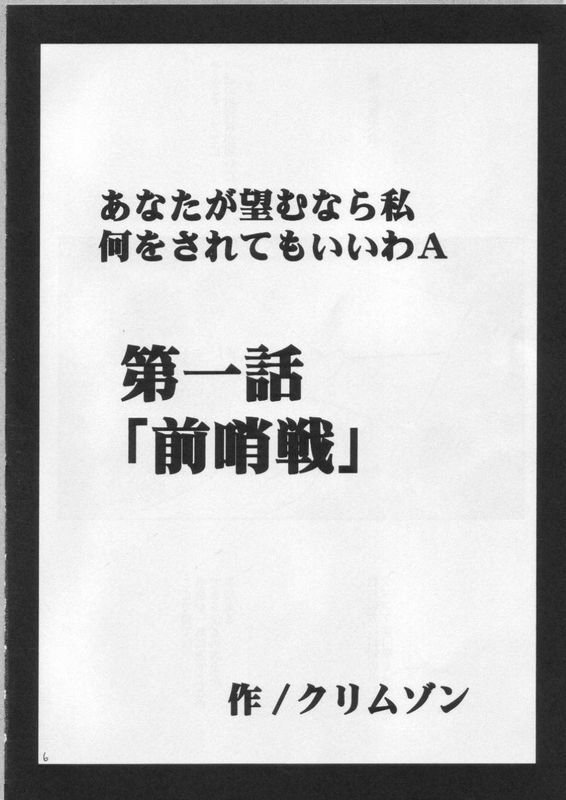 あなたが望むなら私
何をされてもいいわA
第一話
「前哨戦」
作/クリムゾン
6